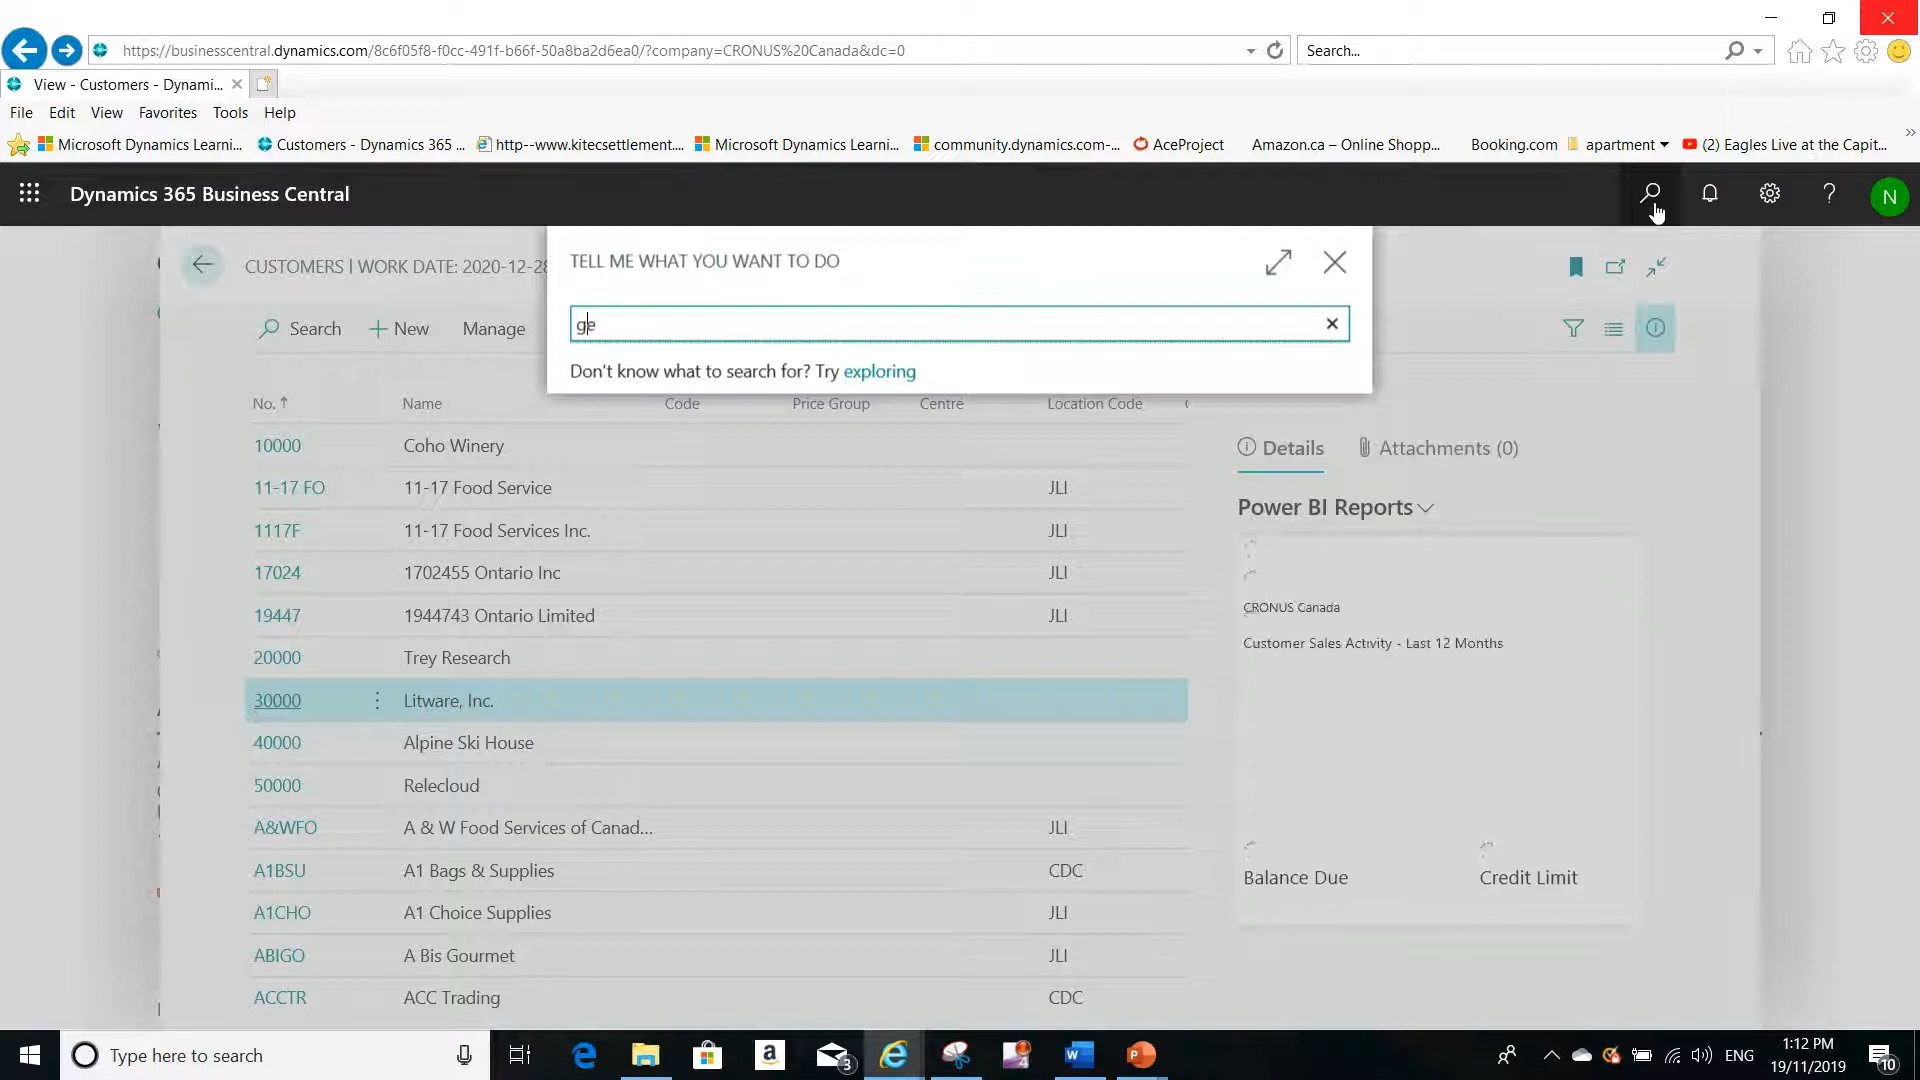 https://businesscentral.dynamics.com/8c6f05f8-f0cc-491f-b66f-50a8ba2d6ea0/?company=CRONUS%20Canada&dc=0
Search...
View - Customers - Dynami...
File Edit View Favorites Tools Help
Microsoft Dynamics Learni... Customers - Dynamics 365 ... http--www.kitecsettlement.... Microsoft Dynamics Learni... community.dynamics.com-... AceProject Amazon.ca – Online Shopp... Booking.com apartment (2) Eagles Live at the Capit...
Dynamics 365 Business Central
N
CUSTOMERS | WORK DATE: 2020-12-28
TELL ME WHAT YOU WANT TO DO
ge
Don't know what to search for? Try exploring
Search New Manage
No. Name Code Price Group Centre Location Code
10000 Coho Winery
11-17 FO 11-17 Food Service JLI
1117F 11-17 Food Services Inc. JLI
17024 1702455 Ontario Inc JLI
19447 1944743 Ontario Limited JLI
20000 Trey Research
30000 Litware, Inc.
40000 Alpine Ski House
50000 Relecloud
A&WFO A & W Food Services of Canad... JLI
A1BSU A1 Bags & Supplies CDC
A1CHO A1 Choice Supplies JLI
ABIGO A Bis Gourmet JLI
ACCTR ACC Trading CDC
Details Attachments (0)
Power BI Reports
CRONUS Canada
Customer Sales Activity - Last 12 Months
Balance Due Credit Limit
Type here to search
3
ENG
1:12 PM
19/11/2019
10